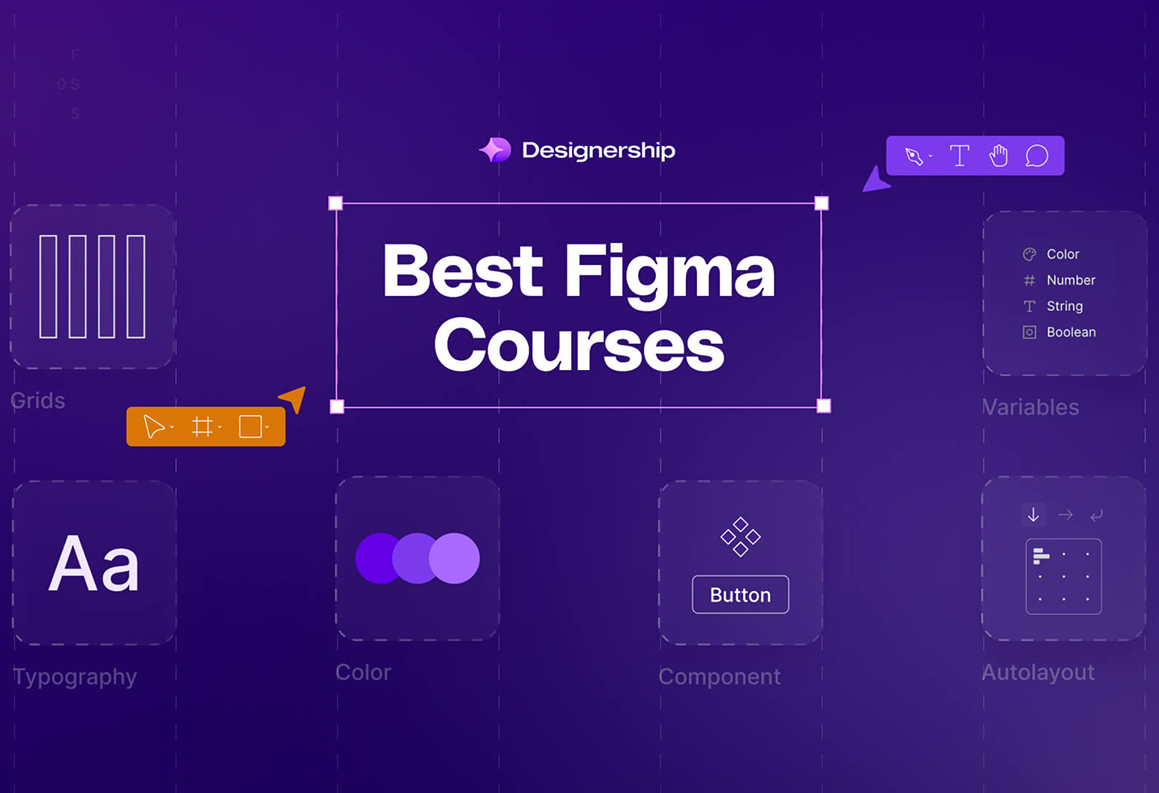 F
⇧S
S
Designership
Best Figma
Courses
Color
Number
String
Boolean
Grids
Variables
Aa
Button
Typography
Color
Component
Autolayout